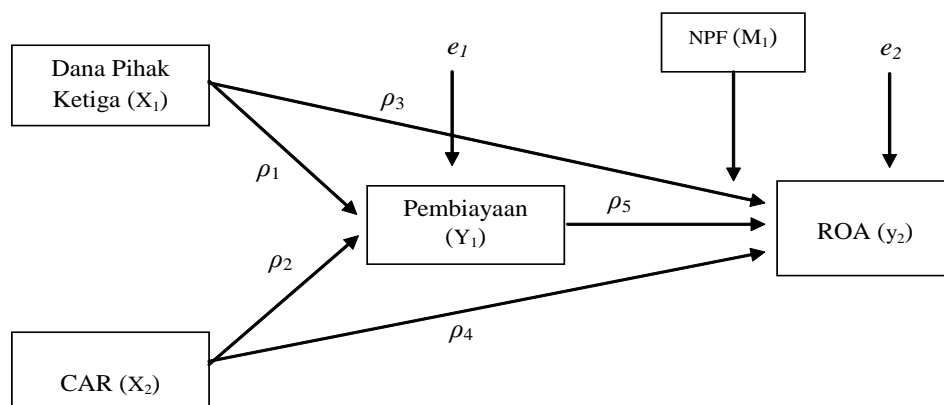 Dana Pihak
Ketiga (X₁)
e₁
NPF (M₁)
e₂
ρ₃
ρ₁
Pembiayaan
(Y₁)
ρ₅
ROA (y₂)
ρ₂
ρ₄
CAR (X₂)